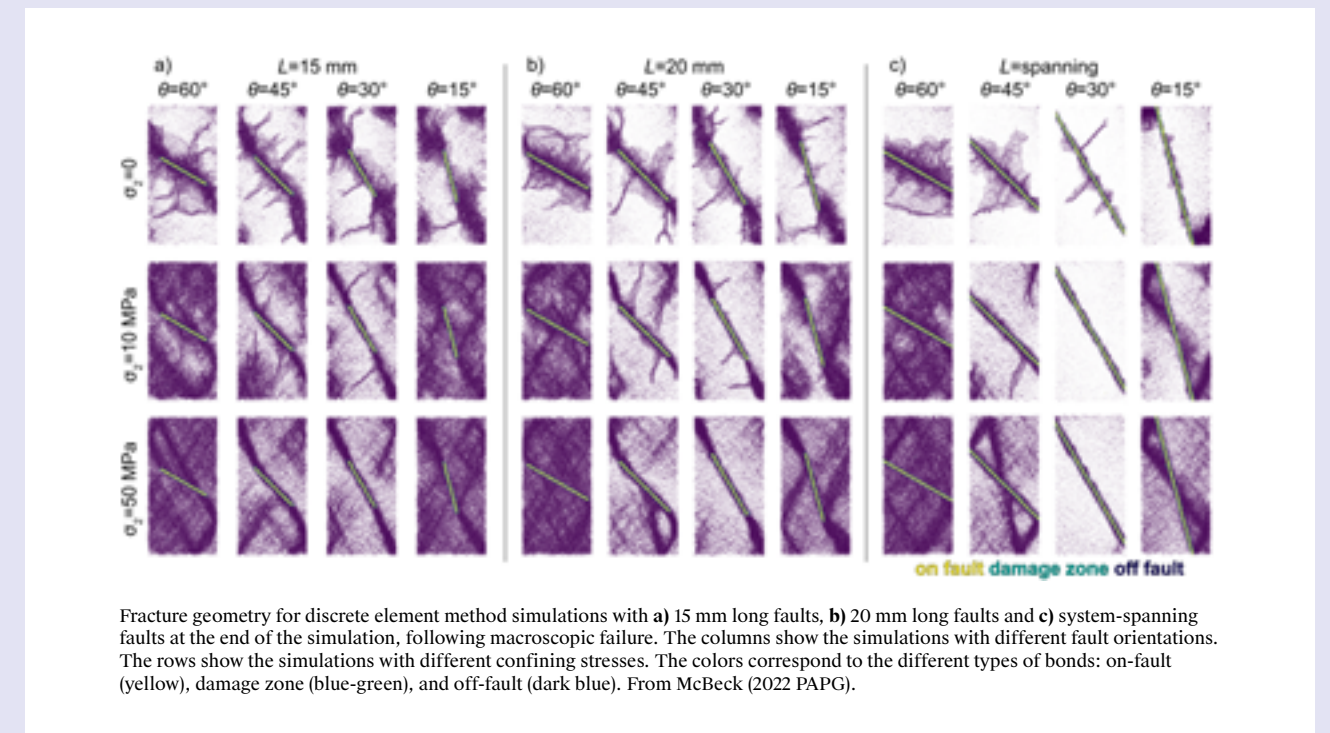 a) L=15 mm b) L=20 mm c) L=spanning
θ=60° θ=45° θ=30° θ=15° θ=60° θ=45° θ=30° θ=15° θ=60° θ=45° θ=30° θ=15°
σ₂=0
σ₂=10 MPa
σ₂=50 MPa
on fault damage zone off fault
Fracture geometry for discrete element method simulations with a) 15 mm long faults, b) 20 mm long faults and c) system-spanning
faults at the end of the simulation, following macroscopic failure. The columns show the simulations with different fault orientations.
The rows show the simulations with different confining stresses. The colors correspond to the different types of bonds: on-fault
(yellow), damage zone (blue-green), and off-fault (dark blue). From McBeck (2022 PAPG).